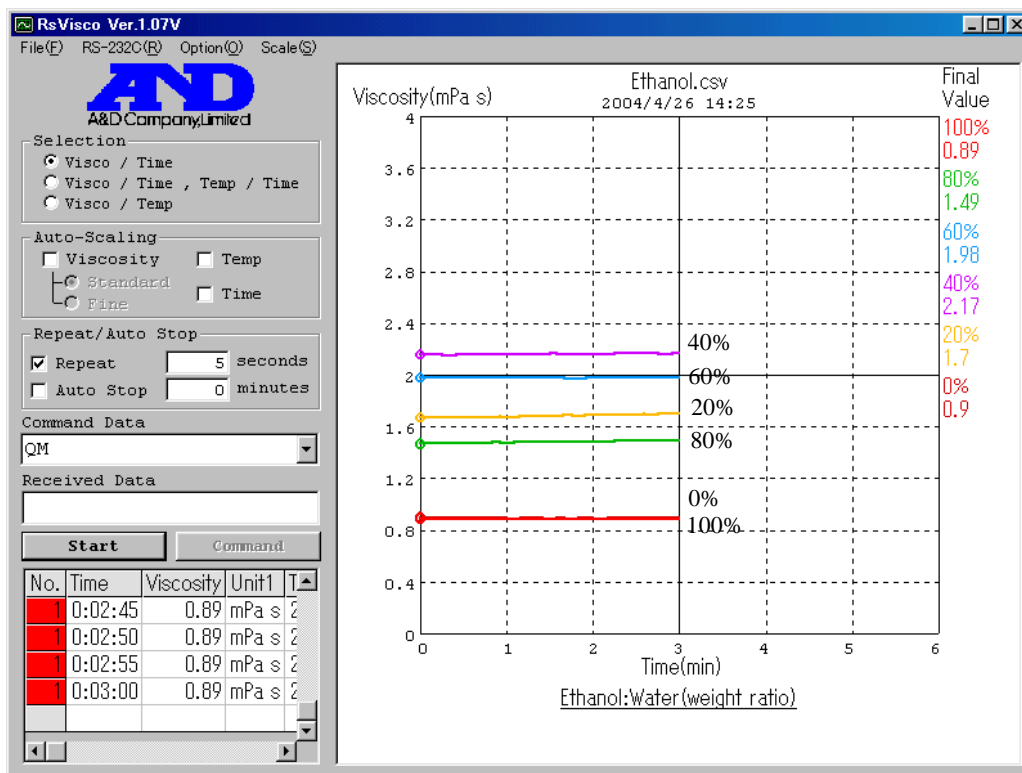 RsVisco Ver.1.07V
File(F) RS-232C(R) Option(O) Scale(S)
AND
A&D Company,Limited
Selection
Visco / Time
Visco / Time , Temp / Time
Visco / Temp
Auto-Scaling
Viscosity Temp
Standard
Fine
Time
Repeat/Auto Stop
Repeat 5 seconds
Auto Stop 0 minutes
Command Data
QM
Received Data
Start Command
No. Time Viscosity Unit1 T
1 0:02:45 0.89 mPa s 2
1 0:02:50 0.89 mPa s 2
1 0:02:55 0.89 mPa s 2
1 0:03:00 0.89 mPa s 2
Viscosity(mPa s)
Ethanol.csv
2004/4/26 14:25
4
3.6
3.2
2.8
2.4
2
1.6
1.2
0.8
0.4
0
40%
60%
20%
80%
0%
100%
0 1 2 3 4 5 6
Time(min)
Ethanol:Water(weight ratio)
Final
Value
100%
0.89
80%
1.49
60%
1.98
40%
2.17
20%
1.7
0%
0.9